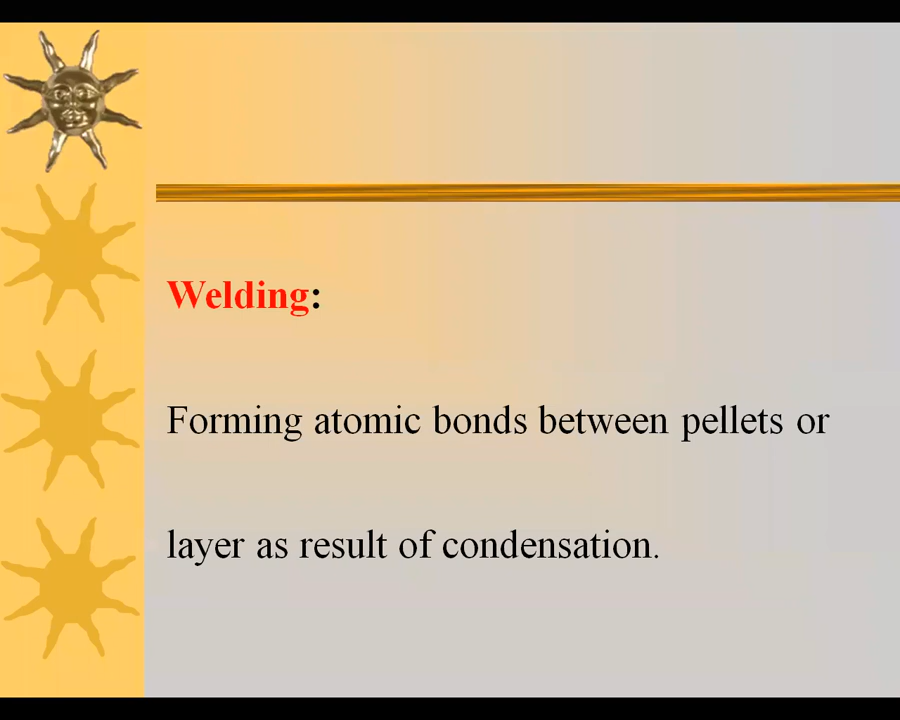 Welding:
Forming atomic bonds between pellets or
layer as result of condensation.